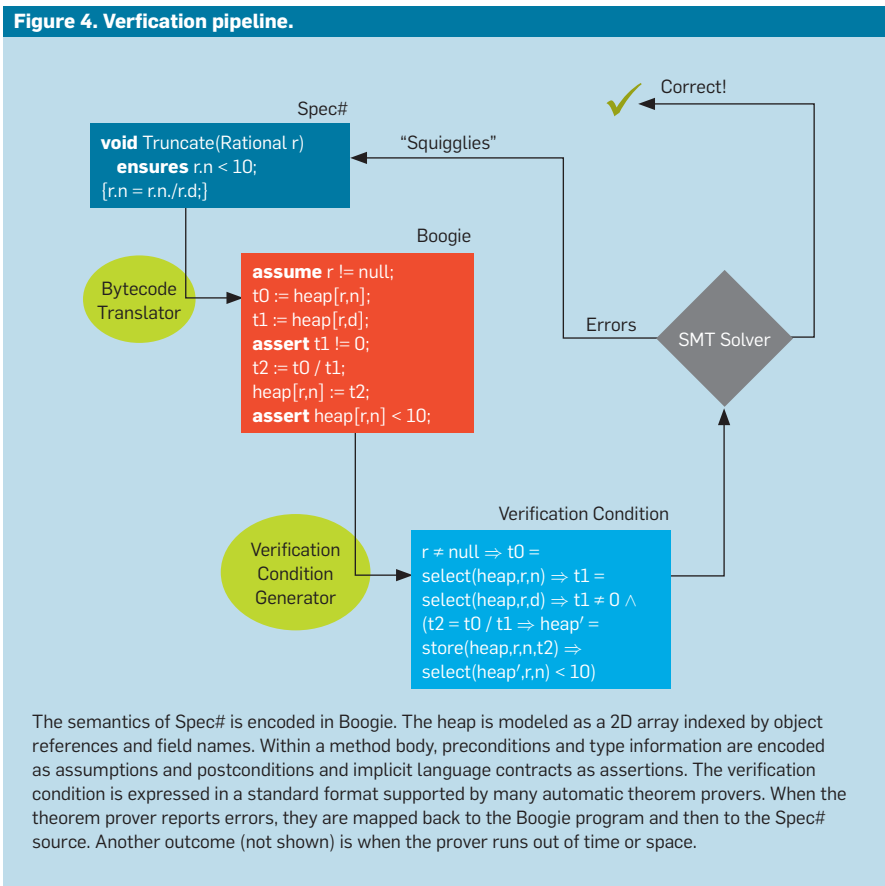 Figure 4. Verfication pipeline.
Correct!
Spec#
void Truncate(Rational r)
ensures r.n < 10;
{r.n = r.n./r.d;}
“Squigglies”
Boogie
Bytecode
Translator
assume r != null;
t0 := heap[r,n];
t1 := heap[r,d];
assert t1 != 0;
t2 := t0 / t1;
heap[r,n] := t2;
assert heap[r,n] < 10;
Errors
SMT Solver
Verification Condition
Verification
Condition
Generator
r ≠ null ⇒ t0 =
select(heap,r,n) ⇒ t1 =
select(heap,r,d) ⇒ t1 ≠ 0 ∧
(t2 = t0 / t1 ⇒ heap′ =
store(heap,r,n,t2) ⇒
select(heap′,r,n) < 10)
The semantics of Spec# is encoded in Boogie. The heap is modeled as a 2D array indexed by object
references and field names. Within a method body, preconditions and type information are encoded
as assumptions and postconditions and implicit language contracts as assertions. The verification
condition is expressed in a standard format supported by many automatic theorem provers. When the
theorem prover reports errors, they are mapped back to the Boogie program and then to the Spec#
source. Another outcome (not shown) is when the prover runs out of time or space.